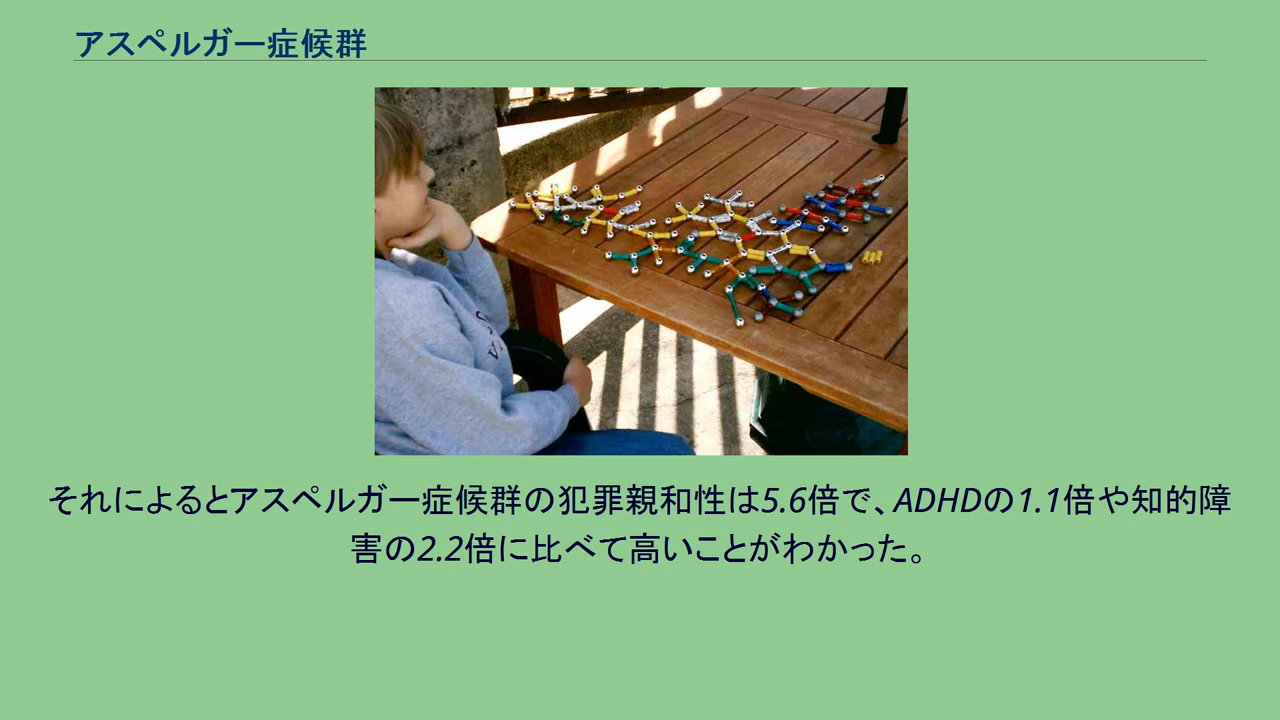 アスペルガー症候群
それによるとアスペルガー症候群の犯罪親和性は5.6倍で、ADHDの1.1倍や知的障
害の2.2倍に比べて高いことがわかった。